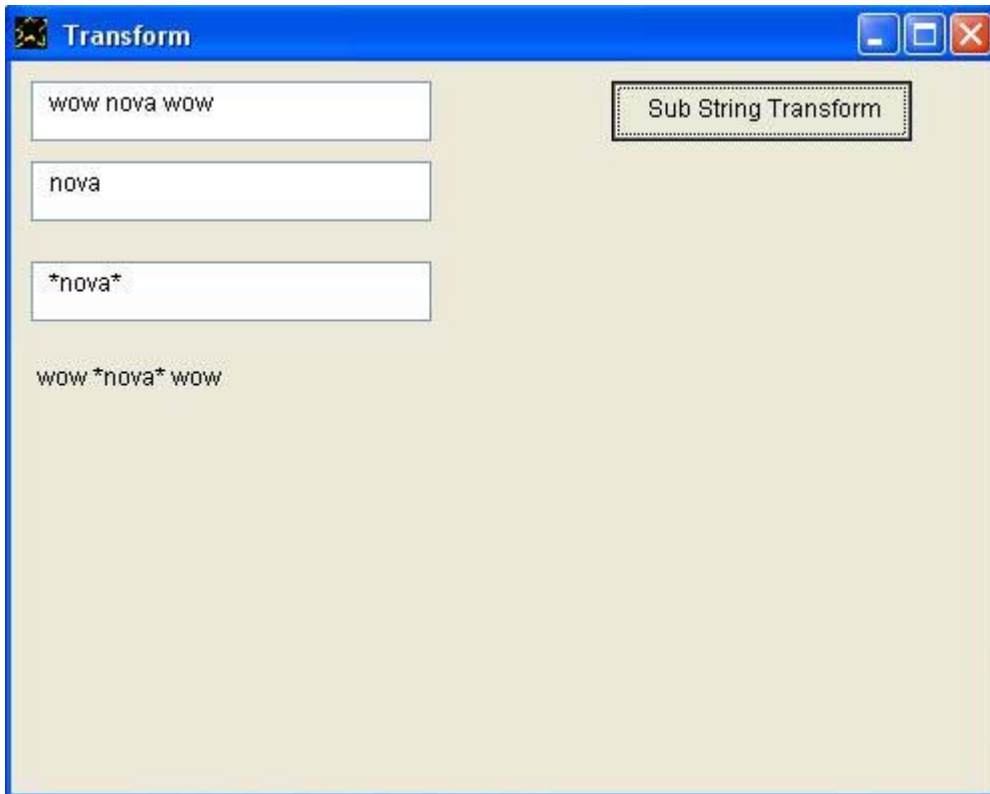 Transform
wow nova wow
Sub String Transform
nova
*nova*
wow *nova* wow